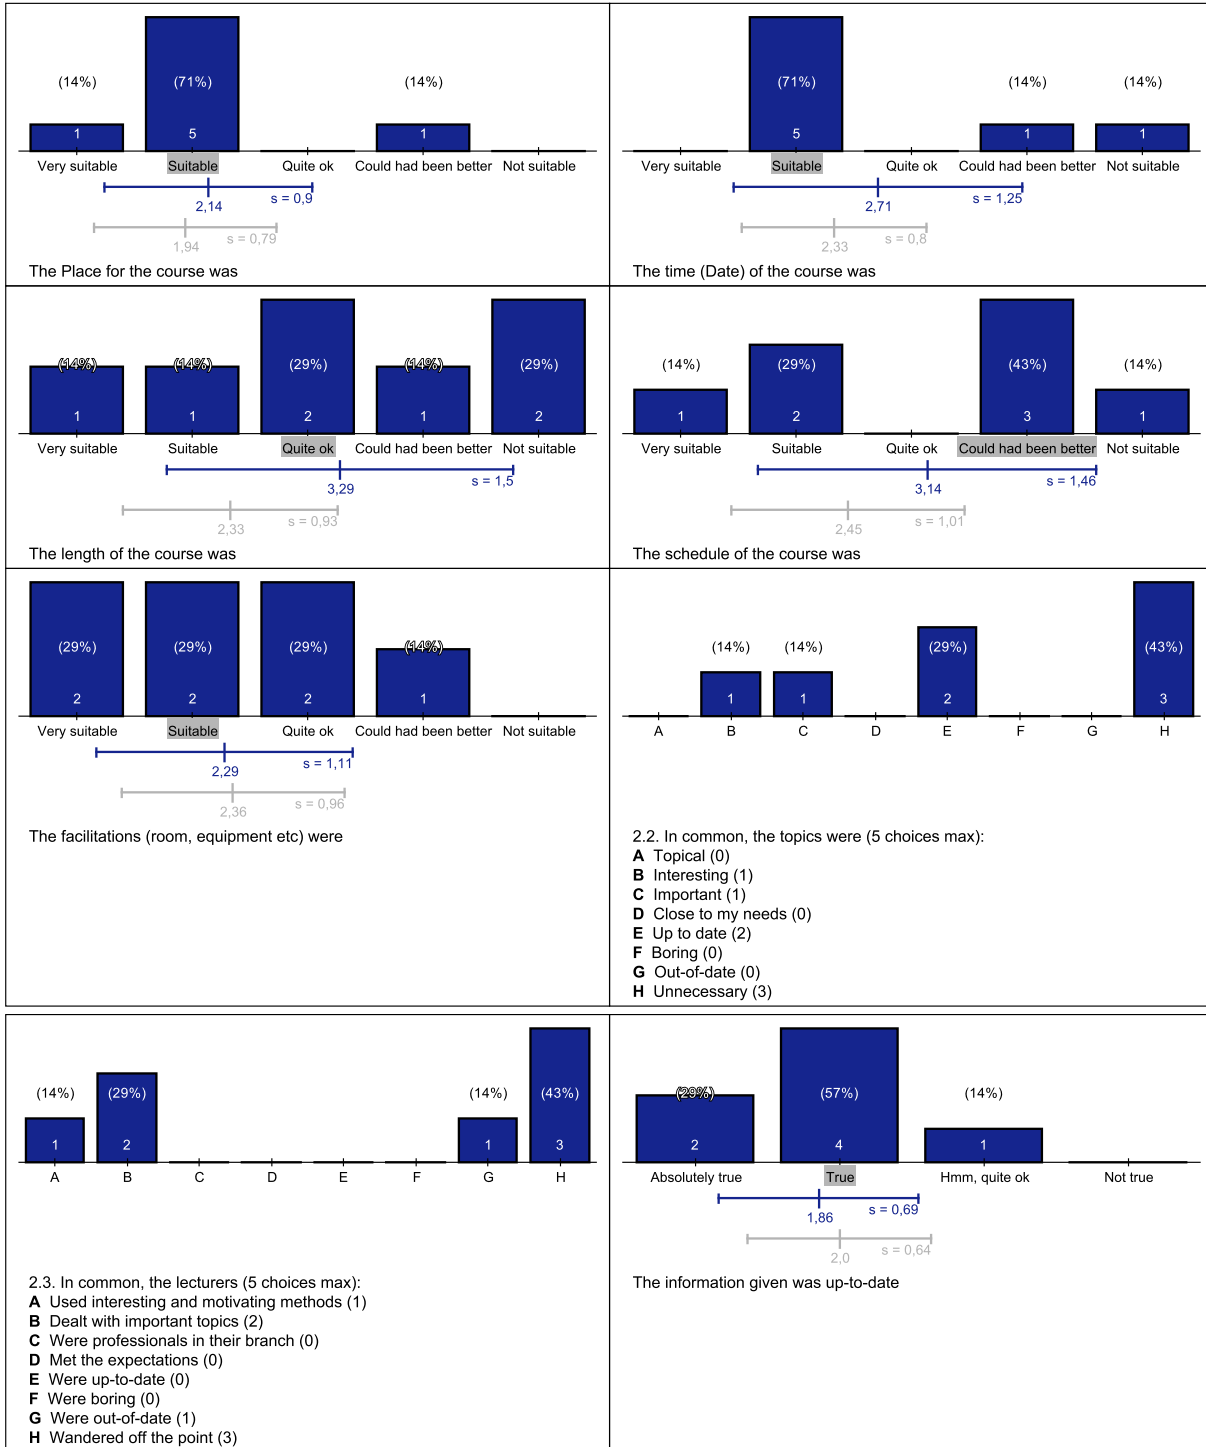 (14%) (71%) (14%)
1 5 1
Very suitable Suitable Quite ok Could had been better Not suitable
2,14 s = 0,9
1,94 s = 0,79
The Place for the course was
(71%) (14%) (14%)
5 1 1
Very suitable Suitable Quite ok Could had been better Not suitable
2,71 s = 1,25
2,33 s = 0,8
The time (Date) of the course was
(14%) (14%) (29%) (14%) (29%)
1 1 2 1 2
Very suitable Suitable Quite ok Could had been better Not suitable
3,29 s = 1,5
2,33 s = 0,93
The length of the course was
(14%) (29%) (43%) (14%)
1 2 3 1
Very suitable Suitable Quite ok Could had been better Not suitable
3,14 s = 1,46
2,45 s = 1,01
The schedule of the course was
(29%) (29%) (29%) (14%)
2 2 2 1
Very suitable Suitable Quite ok Could had been better Not suitable
2,29 s = 1,11
2,36 s = 0,96
The facilitations (room, equipment etc) were
(14%) (14%) (29%) (43%)
1 1 2 3
A B C D E F G H
2.2. In common, the topics were (5 choices max):
A Topical (0)
B Interesting (1)
C Important (1)
D Close to my needs (0)
E Up to date (2)
F Boring (0)
G Out-of-date (0)
H Unnecessary (3)
(14%) (29%) (14%) (43%)
1 2 1 3
A B C D E F G H
2.3. In common, the lecturers (5 choices max):
A Used interesting and motivating methods (1)
B Dealt with important topics (2)
C Were professionals in their branch (0)
D Met the expectations (0)
E Were up-to-date (0)
F Were boring (0)
G Were out-of-date (1)
H Wandered off the point (3)
(29%) (57%) (14%)
2 4 1
Absolutely true True Hmm, quite ok Not true
1,86 s = 0,69
2,0 s = 0,64
The information given was up-to-date